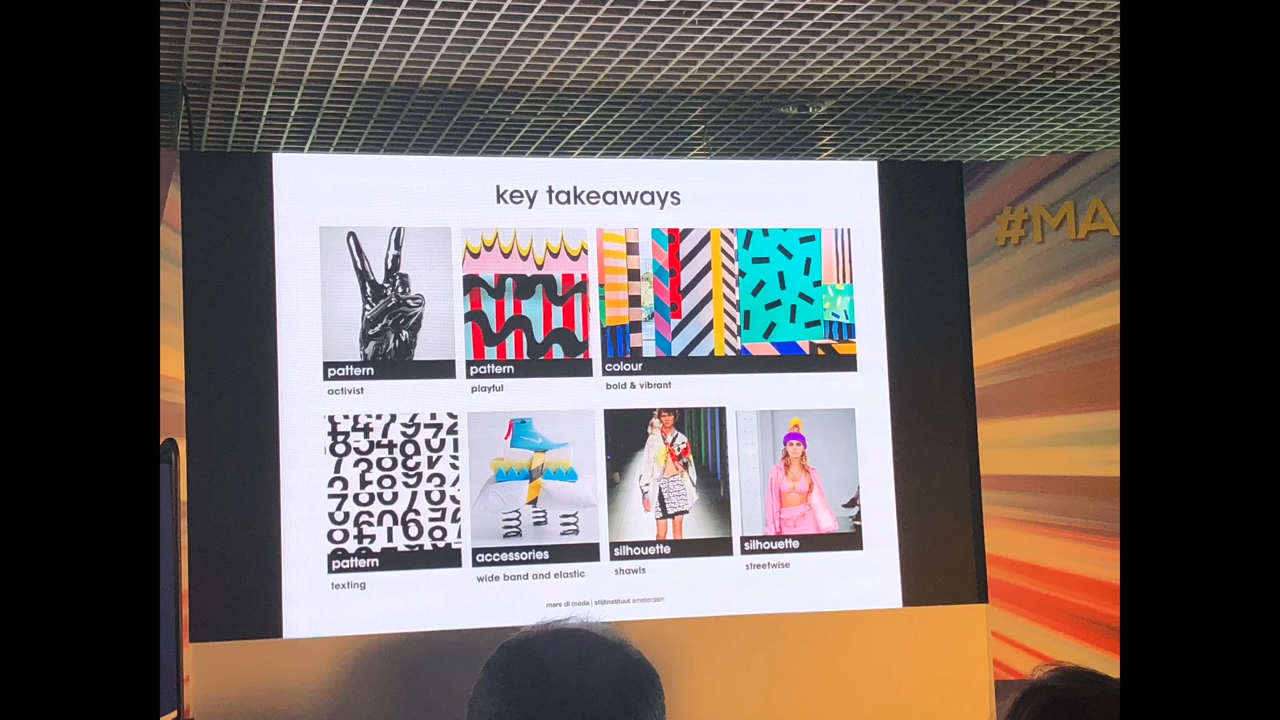 key takeaways
#MA
pattern
activist
pattern
playful
colour
bold & vibrant
pattern
texting
accessories
wide band and elastic
silhouette
shawls
silhouette
streetwise
mare di moda | stijlinstituut amsterdam